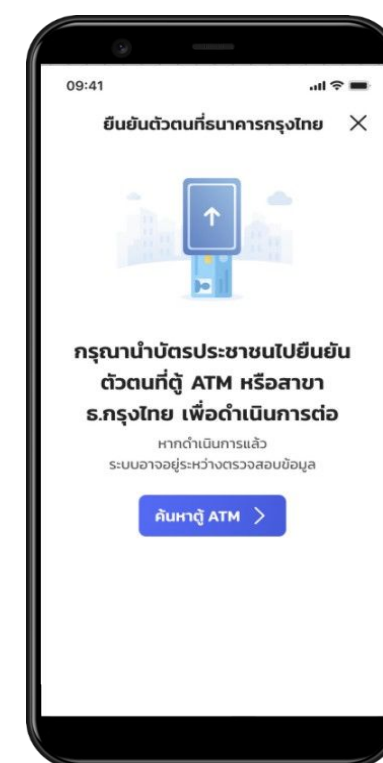 09:41
ยืนยันตัวตนที่ธนาคารกรุงไทย
กรุณานำบัตรประชาชนไปยืนยัน
ตัวตนที่ตู้ ATM หรือสาขา
ธ.กรุงไทย เพื่อดำเนินการต่อ
หากดำเนินการแล้ว
ระบบอาจอยู่ระหว่างตรวจสอบข้อมูล
ค้นหาตู้ ATM